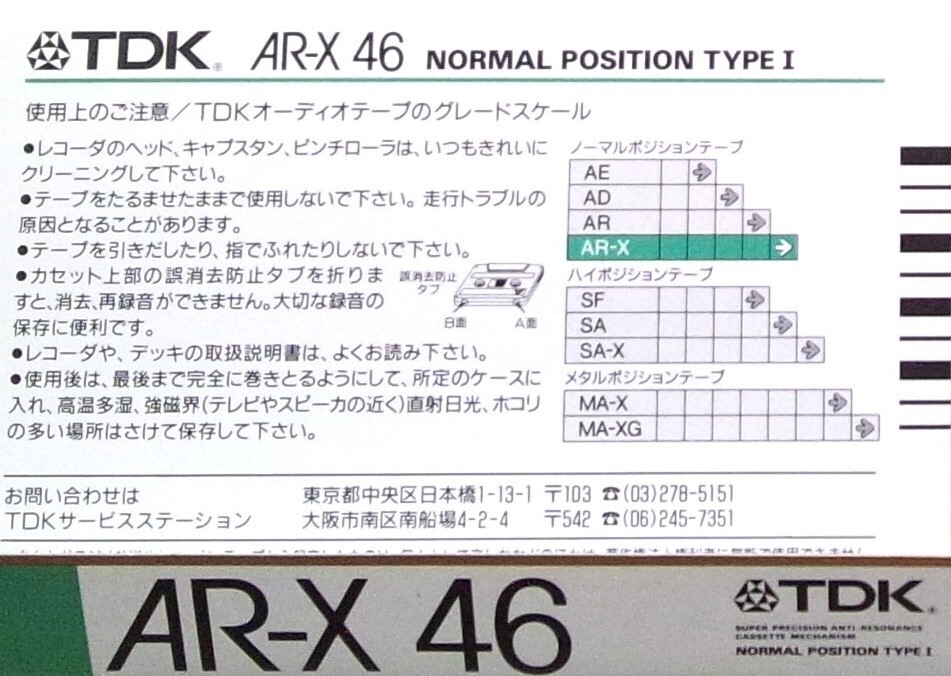 TDK® AR-X 46 NORMAL POSITION TYPE I
使用上のご注意／TDKオーディオテープのグレードスケール
●レコーダのヘッド、キャプスタン、ピンチローラは、いつもきれいに
クリーニングして下さい。
●テープをたるませたままで使用しないで下さい。走行トラブルの
原因となることがあります。
●テープを引きだしたり、指でふれたりしないで下さい。
●カセット上部の誤消去防止タブを折りま
すと、消去、再録音ができません。大切な録音の
保存に便利です。
誤消去防止
タブ
B面 A面
●レコーダや、デッキの取扱説明書は、よくお読み下さい。
●使用後は、最後まで完全に巻きとるようにして、所定のケースに
入れ、高温多湿、強磁界(テレビやスピーカの近く)直射日光、ホコリ
の多い場所はさけて保存して下さい。
ノーマルポジションテープ
AE
AD
AR
AR-X
ハイポジションテープ
SF
SA
SA-X
メタルポジションテープ
MA-X
MA-XG
お問い合わせは 東京都中央区日本橋1-13-1 〒103 ☎(03)278-5151
TDKサービスステーション 大阪市南区南船場4-2-4 〒542 ☎(06)245-7351
AR-X 46
TDK®
SUPER PRECISION ANTI-RESONANCE
CASSETTE MECHANISM
NORMAL POSITION TYPE I